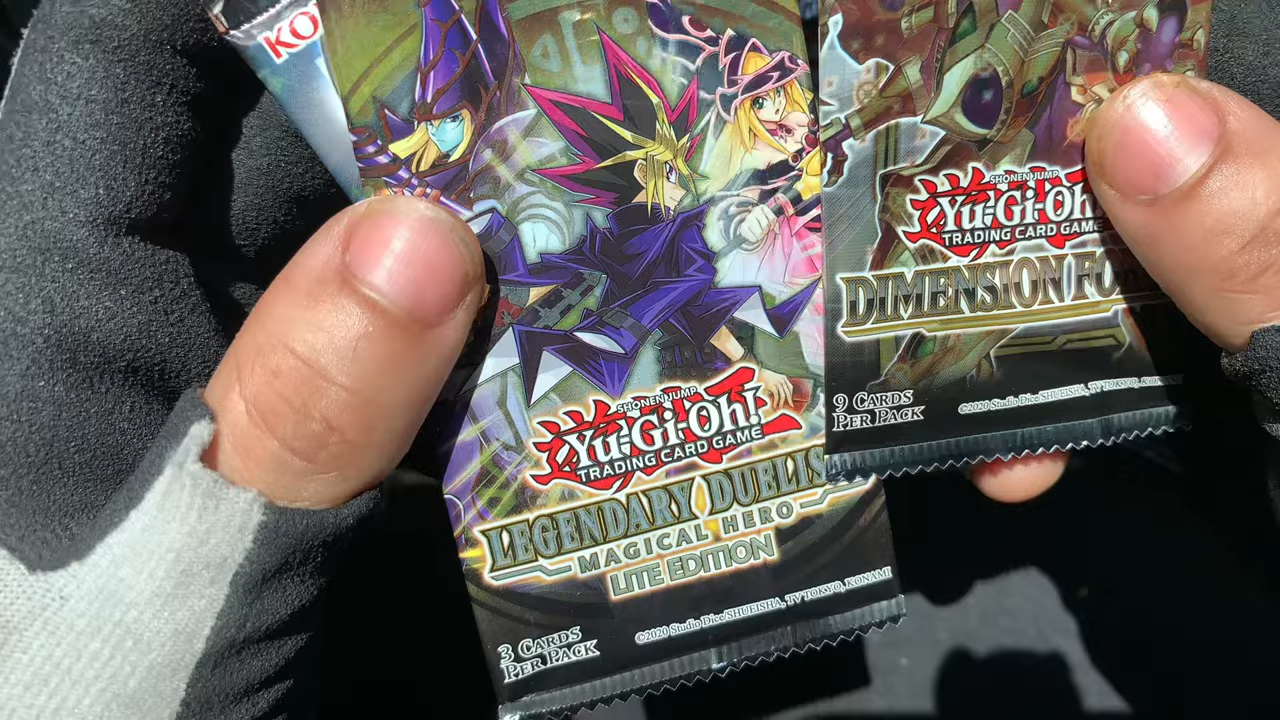 KO
SHONEN JUMP
Yu-Gi-Oh!
TRADING CARD GAME
LEGENDARY DUELIS
MAGICAL HERO
LITE EDITION
©2020 Studio Dice/SHUEISHA, TV TOKYO, KONAMI
3 CARDS
PER PACK
SHONEN JUMP
Yu-Gi-Oh!
TRADING CARD GAME
DIMENSION FO
9 CARDS
PER PACK
©2020 Studio Dice/SHUEISHA, TV TOKYO, KONAMI